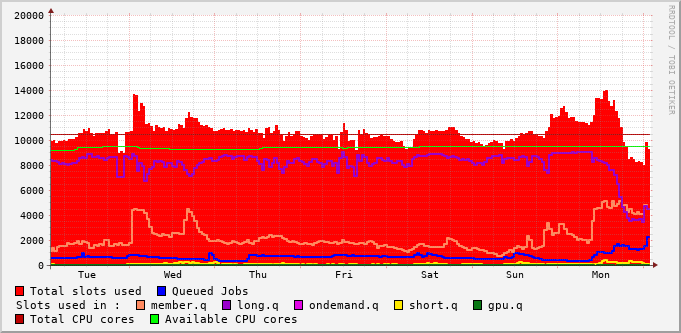 RRDTOOL / TOBI OETIKER
20000
18000
16000
14000
12000
10000
8000
6000
4000
2000
0
Tue Wed Thu Fri Sat Sun Mon
Total slots used Queued Jobs
Slots used in : member.q long.q ondemand.q short.q gpu.q
Total CPU cores Available CPU cores